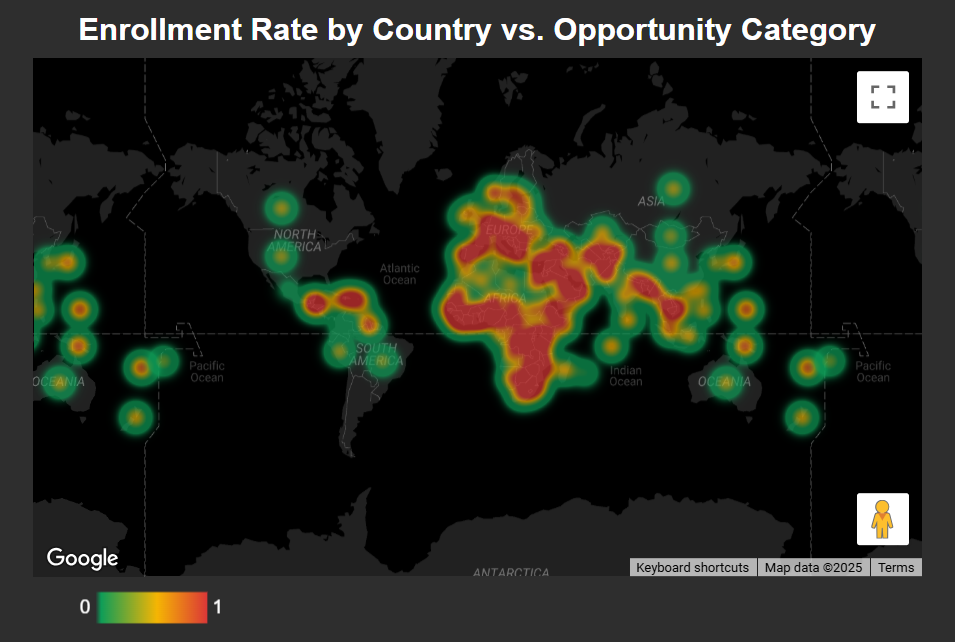 Enrollment Rate by Country vs. Opportunity Category
ASIA
NORTH
AMERICA
EUROPE
Atlantic
Ocean
AFRICA
SOUTH
AMERICA
Pacific
Ocean
Indian
Ocean
Pacific
Ocean
OCEANIA
OCEANIA
ANTARCTICA
Google
Keyboard shortcuts
Map data ©2025
Terms
0
1